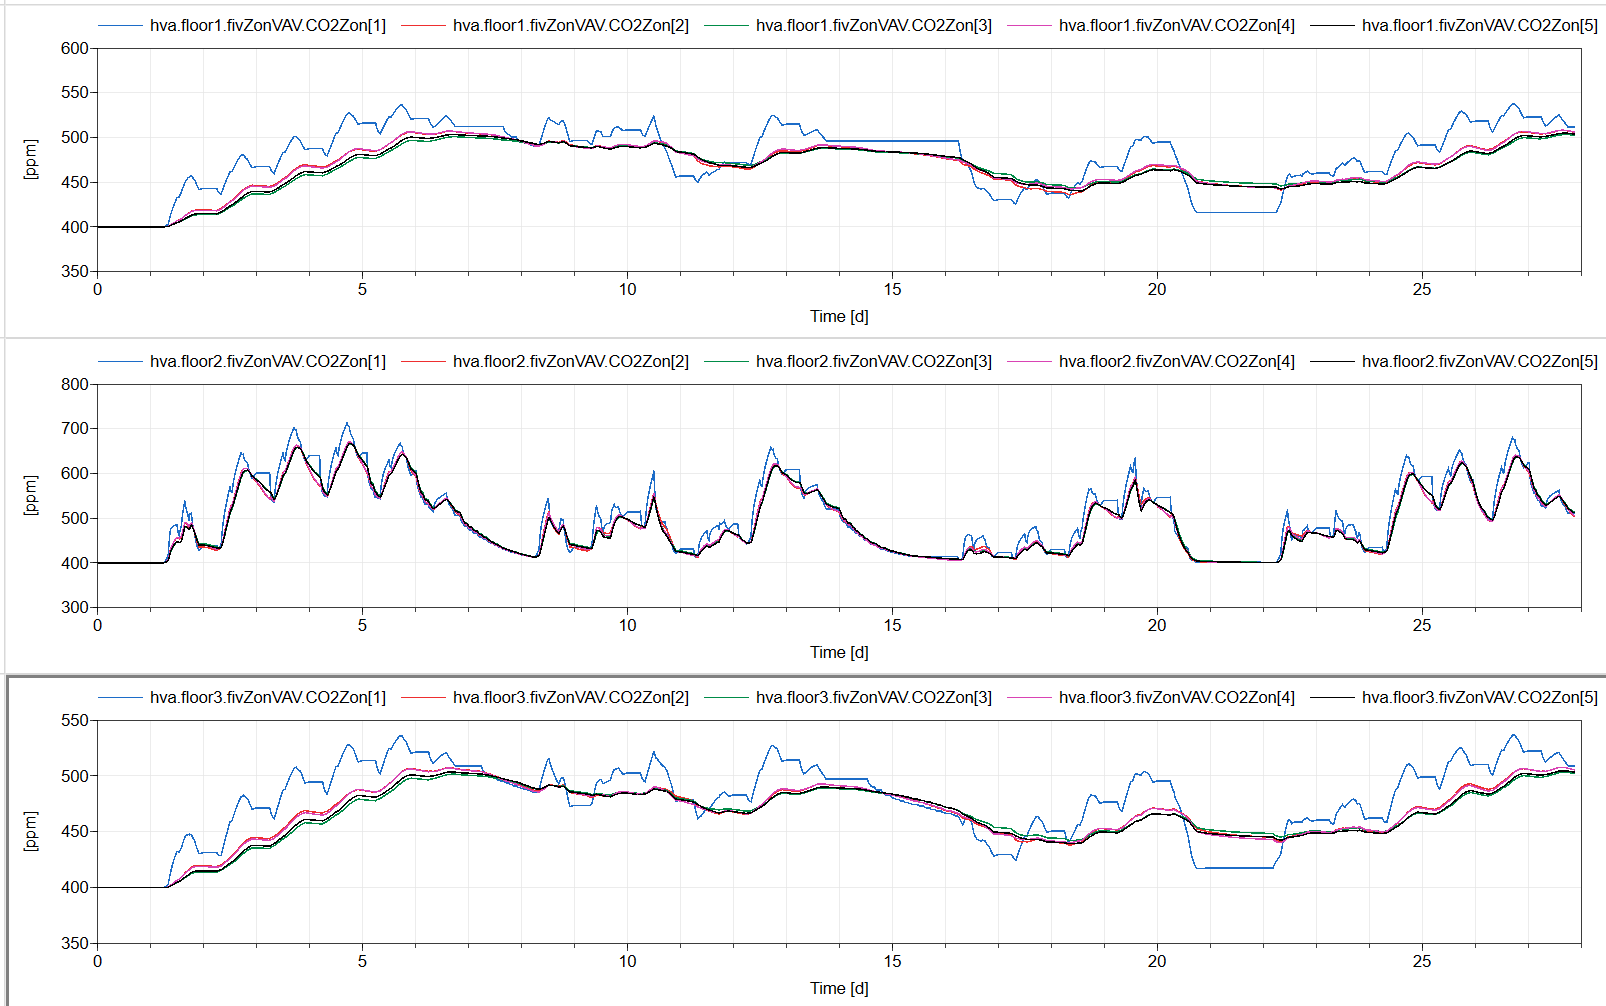 hva.floor1.fivZonVAV.CO2Zon[1] hva.floor1.fivZonVAV.CO2Zon[2] hva.floor1.fivZonVAV.CO2Zon[3] hva.floor1.fivZonVAV.CO2Zon[4] hva.floor1.fivZonVAV.CO2Zon[5]
600
550
500
450
400
350
[ppm]
0 5 10 15 20 25
Time [d]
hva.floor2.fivZonVAV.CO2Zon[1] hva.floor2.fivZonVAV.CO2Zon[2] hva.floor2.fivZonVAV.CO2Zon[3] hva.floor2.fivZonVAV.CO2Zon[4] hva.floor2.fivZonVAV.CO2Zon[5]
800
700
600
500
400
300
[ppm]
0 5 10 15 20 25
Time [d]
hva.floor3.fivZonVAV.CO2Zon[1] hva.floor3.fivZonVAV.CO2Zon[2] hva.floor3.fivZonVAV.CO2Zon[3] hva.floor3.fivZonVAV.CO2Zon[4] hva.floor3.fivZonVAV.CO2Zon[5]
550
500
450
400
350
[ppm]
0 5 10 15 20 25
Time [d]